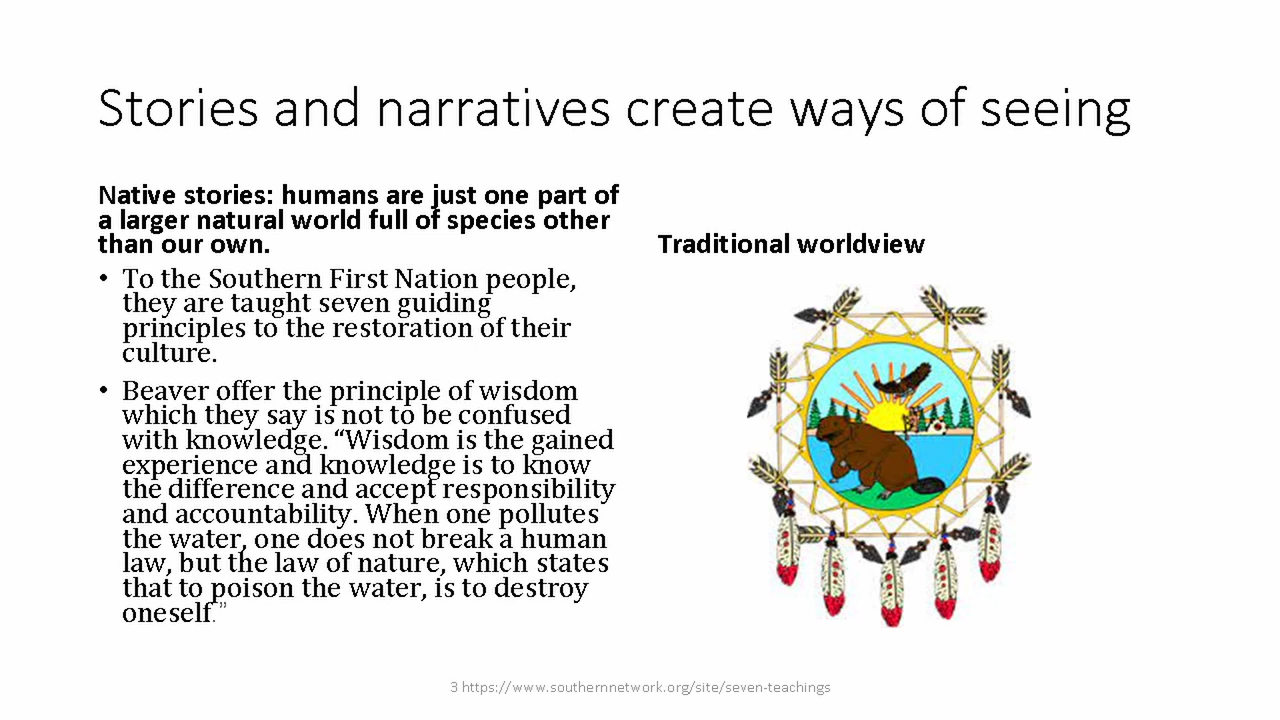 Stories and narratives create ways of seeing
Native stories: humans are just one part of
a larger natural world full of species other
than our own.
• To the Southern First Nation people,
they are taught seven guiding
principles to the restoration of their
culture.
• Beaver offer the principle of wisdom
which they say is not to be confused
with knowledge. “Wisdom is the gained
experience and knowledge is to know
the difference and accept responsibility
and accountability. When one pollutes
the water, one does not break a human
law, but the law of nature, which states
that to poison the water, is to destroy
oneself.”
Traditional worldview
3 https://www.southernnetwork.org/site/seven-teachings